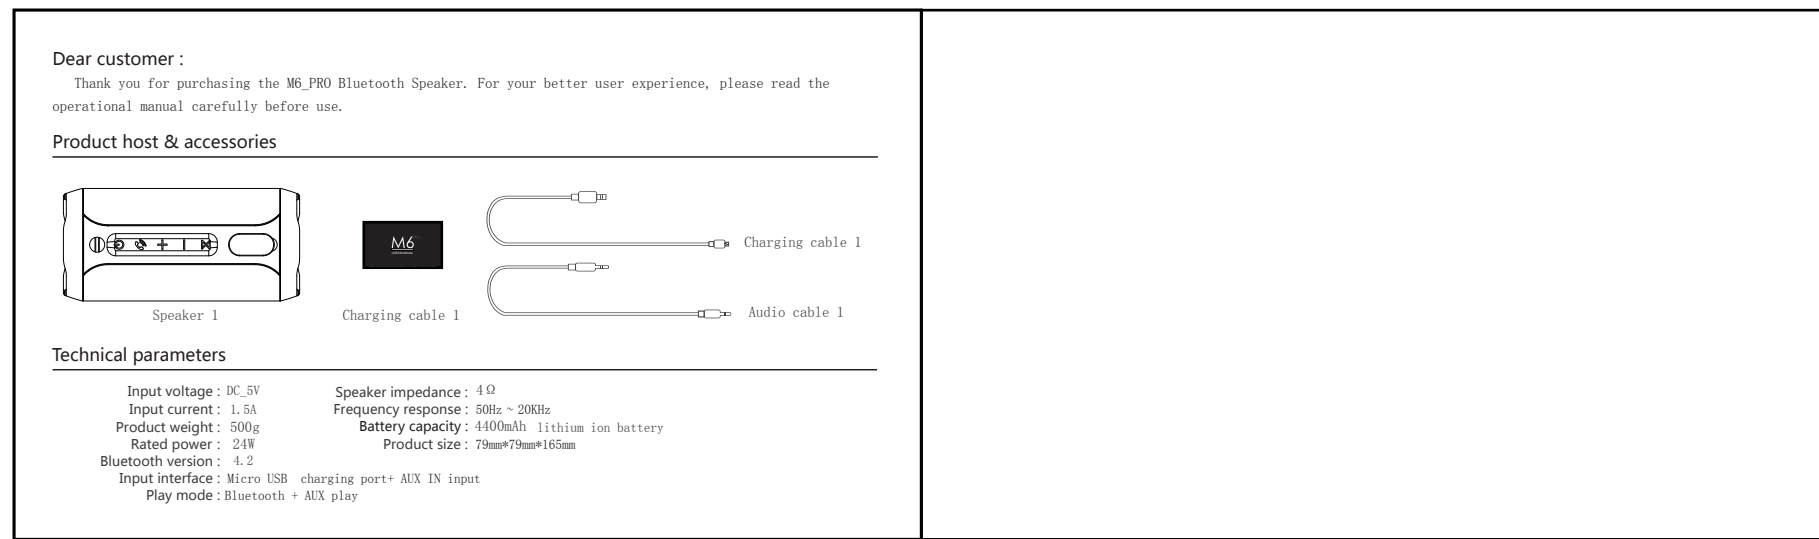 Dear customer :
Thank you for purchasing the M6_PRO Bluetooth Speaker. For your better user experience, please read the
operational manual carefully before use.
Product host & accessories
M6
Charging cable 1
Speaker 1
Charging cable 1
Audio cable 1
Technical parameters
Input voltage : DC_5V
Speaker impedance : 4Ω
Input current : 1.5A
Frequency response : 50Hz ~ 20KHz
Product weight : 500g
Battery capacity : 4400mAh lithium ion battery
Rated power : 24W
Product size : 79mm*79mm*165mm
Bluetooth version : 4.2
Input interface : Micro USB charging port+ AUX IN input
Play mode : Bluetooth + AUX play